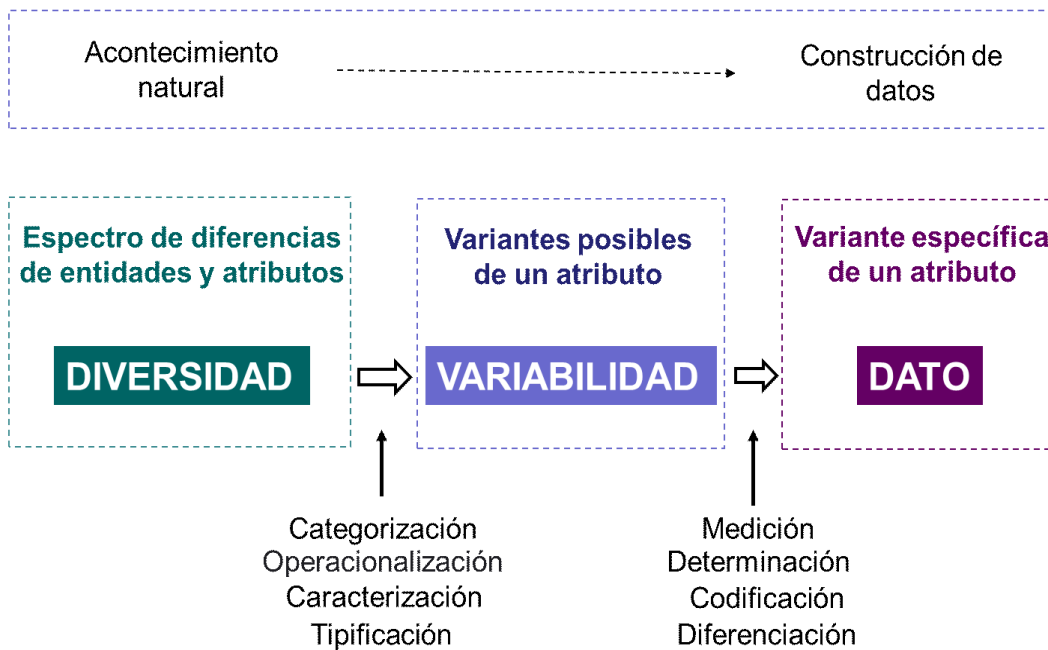 Acontecimiento
natural
Construcción de
datos
Espectro de diferencias
de entidades y atributos
DIVERSIDAD
Variantes posibles
de un atributo
VARIABILIDAD
Variante específica
de un atributo
DATO
Categorización
Operacionalización
Caracterización
Tipificación
Medición
Determinación
Codificación
Diferenciación